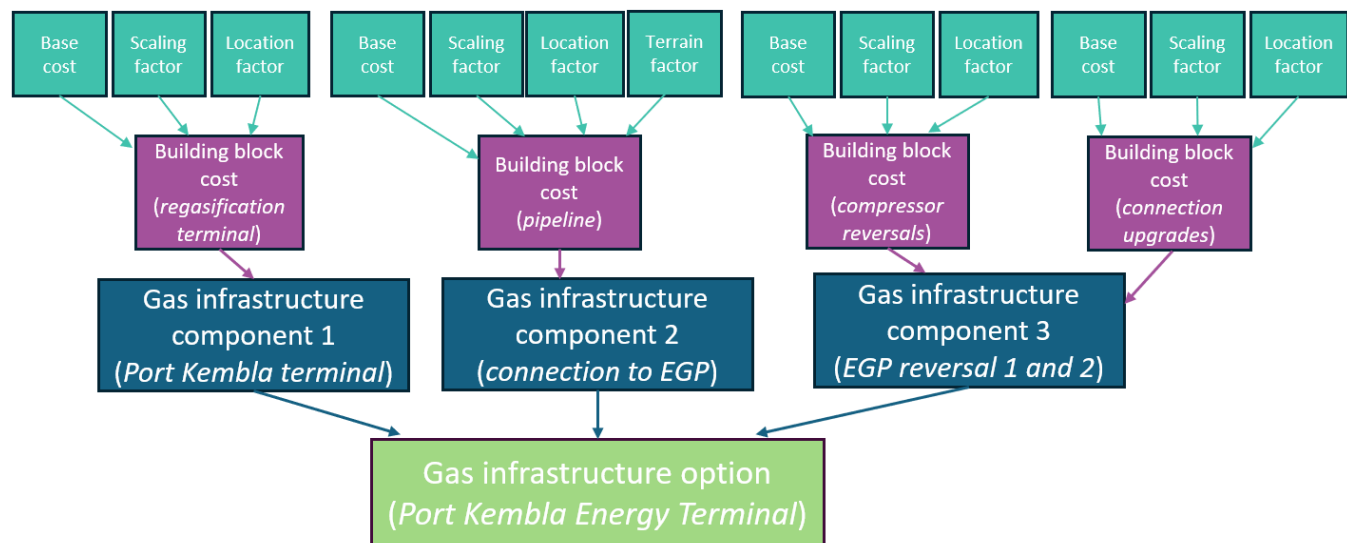 Base
cost
Scaling
factor
Location
factor
Base
cost
Scaling
factor
Location
factor
Terrain
factor
Base
cost
Scaling
factor
Location
factor
Base
cost
Scaling
factor
Location
factor
Building block
cost
(regasification
terminal)
Building block
cost
(pipeline)
Building block
cost
(compressor
reversals)
Building block
cost
(connection
upgrades)
Gas infrastructure
component 1
(Port Kembla terminal)
Gas infrastructure
component 2
(connection to EGP)
Gas infrastructure
component 3
(EGP reversal 1 and 2)
Gas infrastructure option
(Port Kembla Energy Terminal)